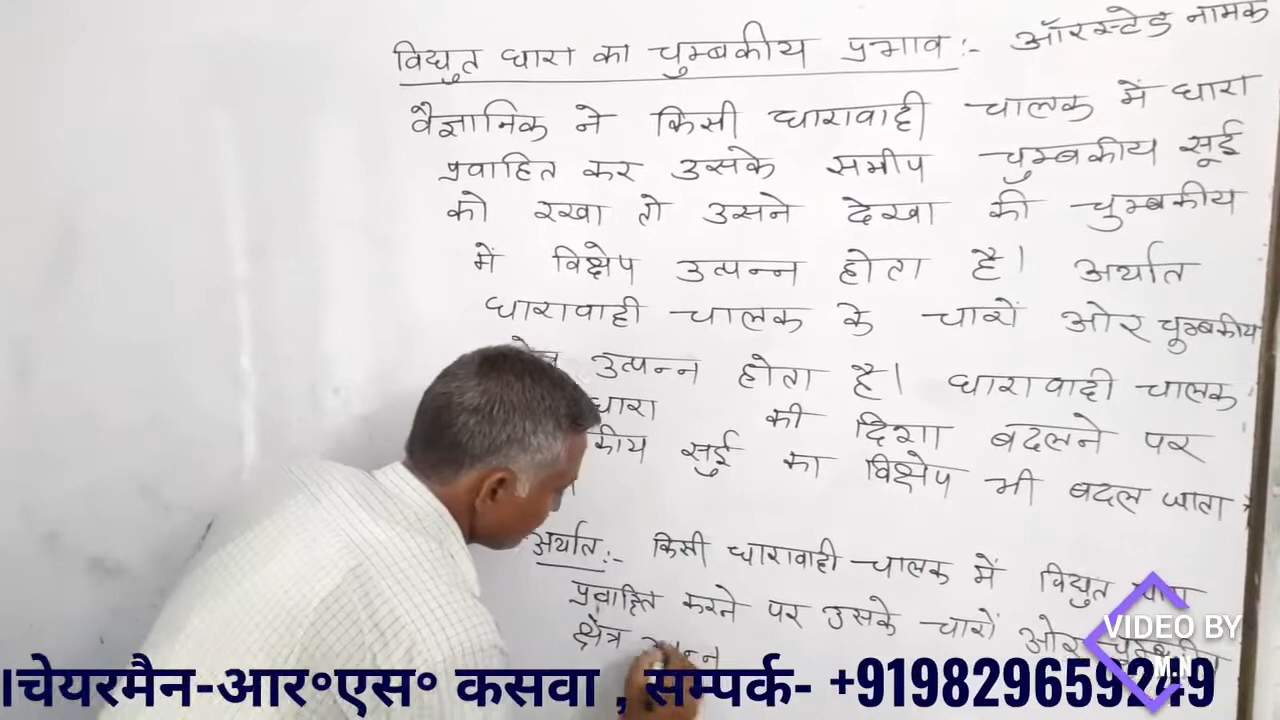 विद्युत धारा का चुम्बकीय प्रभाव :- ऑरस्टेड नामक
वैज्ञानिक ने किसी धारावाही चालक में धारा
प्रवाहित कर उसके समीप चुम्बकीय सूई
को रखा तो उसने देखा की चुम्बकीय
में विक्षेप उत्पन्न होता है। अर्थात
धारावाही चालक के चारों ओर चुम्बकीय
उत्पन्न होता है। धारावाही चालक
धारा की दिशा बदलने पर
कीय सुई का विक्षेप भी बदल जाता
अर्थात :- किसी धारावाही चालक में विद्युत
प्रवाहित करने पर उसके चारों ओर
क्षेत्र
VIDEO BY
MN
।चेयरमैन-आर॰एस॰ कसवा , सम्पर्क- +919829659249